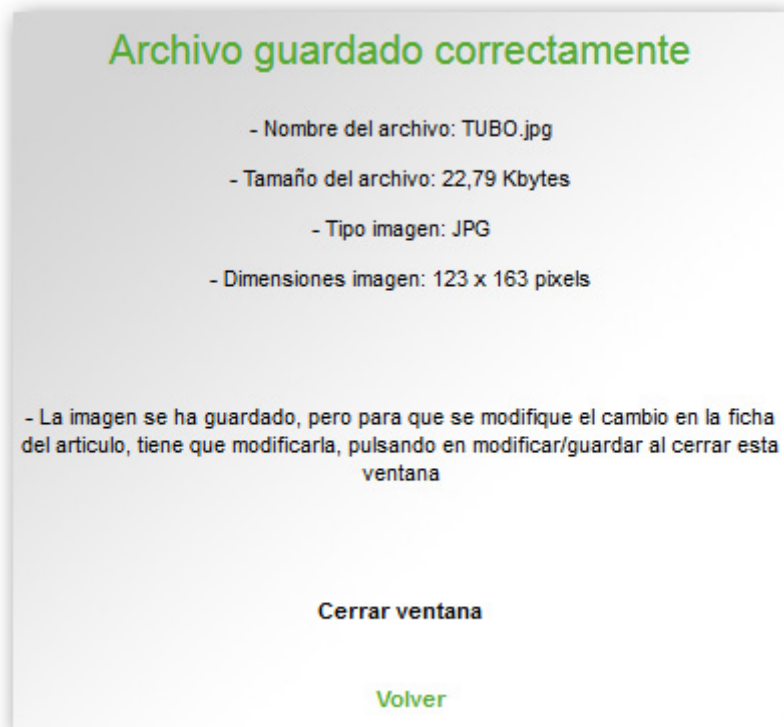 Archivo guardado correctamente
- Nombre del archivo: TUBO.jpg
- Tamaño del archivo: 22,79 Kbytes
- Tipo imagen: JPG
- Dimensiones imagen: 123 x 163 pixels
- La imagen se ha guardado, pero para que se modifique el cambio en la ficha
del articulo, tiene que modificarla, pulsando en modificar/guardar al cerrar esta
ventana
Cerrar ventana
Volver